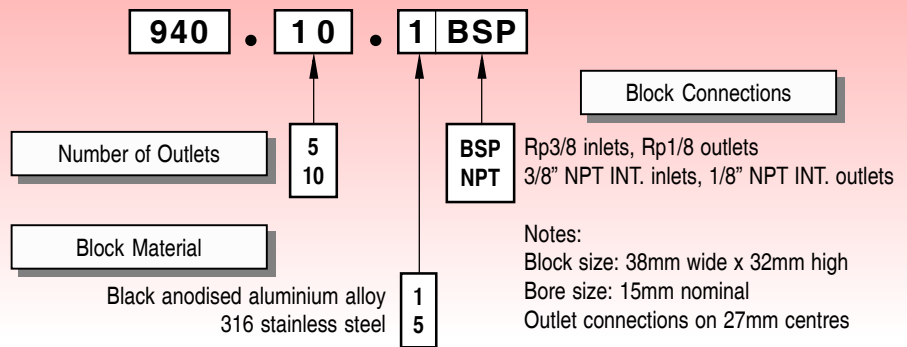 940 . 10 . 1 BSP
Block Connections
Number of Outlets
5
10
BSP Rp3/8 inlets, Rp1/8 outlets
NPT 3/8” NPT INT. inlets, 1/8” NPT INT. outlets
Block Material
Black anodised aluminium alloy 1
316 stainless steel 5
Notes:
Block size: 38mm wide x 32mm high
Bore size: 15mm nominal
Outlet connections on 27mm centres